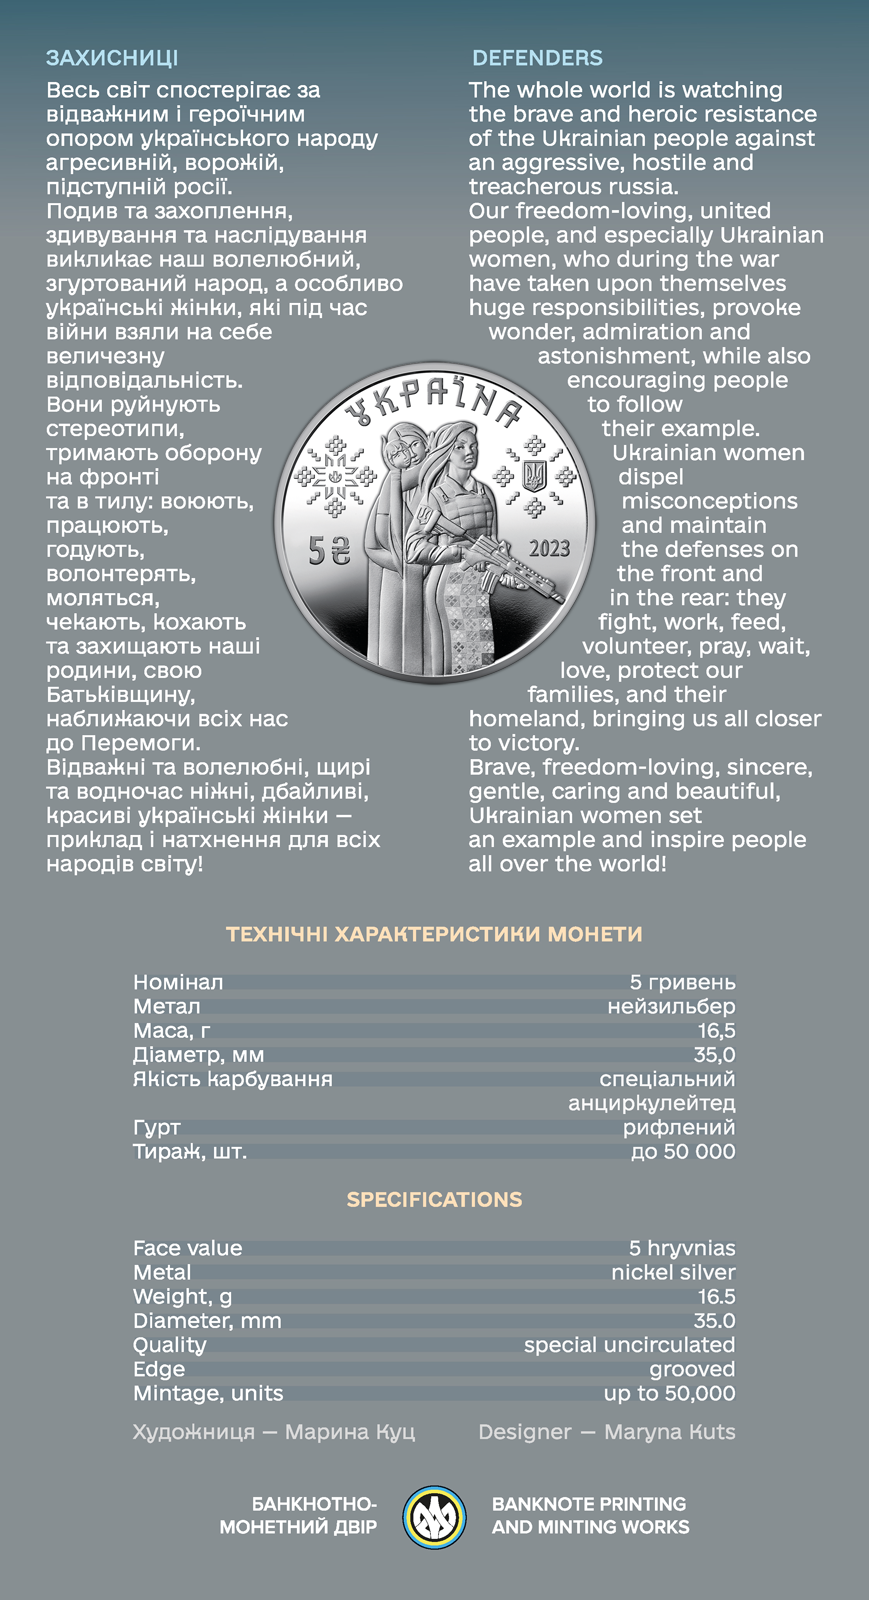 ЗАХИСНИЦІ
Весь світ спостерігає за
відважним і героїчним
опором українського народу
агресивній, ворожій,
підступній росії.
Подив та захоплення,
здивування та наслідування
викликає наш волелюбний,
згуртований народ, а особливо
українські жінки, які під час
війни взяли на себе
величезну
відповідальність.
Вони руйнують
стереотипи,
тримають оборону
на фронті
та в тилу: воюють,
працюють,
годують,
волонтерять,
моляться,
чекають, кохають
та захищають наші
родини, свою
Батьківщину,
наближаючи всіх нас
до Перемоги.
Відважні та волелюбні, щирі
та водночас ніжні, дбайливі,
красиві українські жінки —
приклад і натхнення для всіх
народів світу!
DEFENDERS
The whole world is watching
the brave and heroic resistance
of the Ukrainian people against
an aggressive, hostile and
treacherous russia.
Our freedom-loving, united
people, and especially Ukrainian
women, who during the war
have taken upon themselves
huge responsibilities, provoke
wonder, admiration and
astonishment, while also
encouraging people
to follow
their example.
Ukrainian women
dispel
misconceptions
and maintain
the defenses on
the front and
in the rear: they
fight, work, feed,
volunteer, pray, wait,
love, protect our
families, and their
homeland, bringing us all closer
to victory.
Brave, freedom-loving, sincere,
gentle, caring and beautiful,
Ukrainian women set
an example and inspire people
all over the world!
УКРАЇНА
5 ₴
2023
ТЕХНІЧНІ ХАРАКТЕРИСТИКИ МОНЕТИ
Номінал 5 гривень
Метал нейзильбер
Маса, г 16,5
Діаметр, мм 35,0
Якість карбування спеціальний
анциркулейтед
Гурт рифлений
Тираж, шт. до 50 000
SPECIFICATIONS
Face value 5 hryvnias
Metal nickel silver
Weight, g 16.5
Diameter, mm 35.0
Quality special uncirculated
Edge grooved
Mintage, units up to 50,000
Художниця — Марина Куц
Designer — Maryna Kuts
БАНКНОТНО-
МОНЕТНИЙ ДВІР
BANKNOTE PRINTING
AND MINTING WORKS